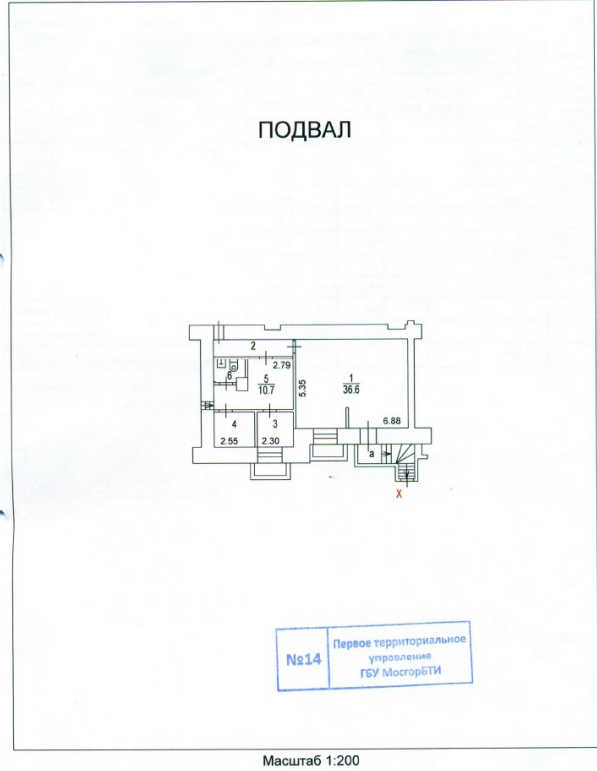 ПОДВАЛ
2
2.79
6
5
10.7
5.35
1
36.6
6.88
4
3
2.55
2.30
а
X
№14
Первое территориальное
управление
ГБУ МосгорБТИ
Масштаб 1:200